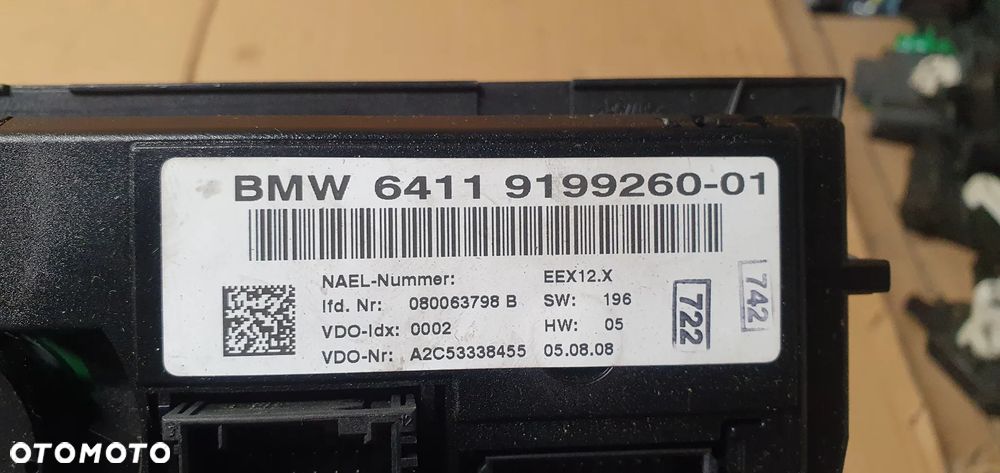 BMW 6411 9199260-01
NAEL-Nummer: EEX12.X
lfd. Nr: 080063798 B SW: 196
VDO-Idx: 0002 HW: 05
VDO-Nr: A2C53338455 05.08.08
722
742
OTOMOTO